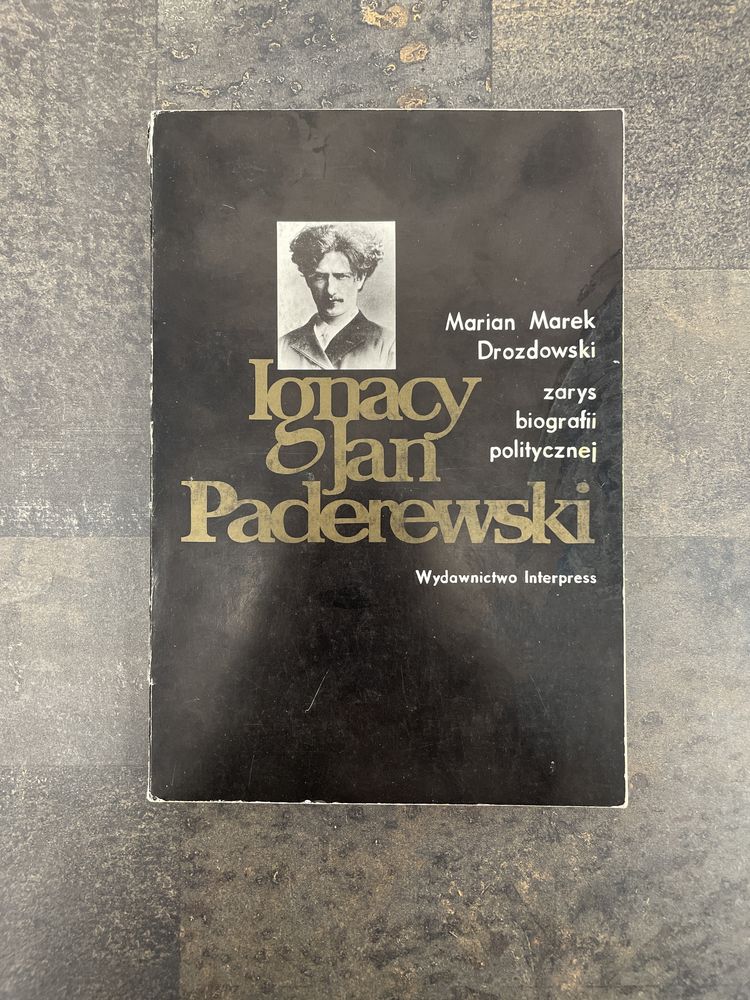 Marian Marek
Drozdowski
zarys
biografii
politycznej
Ignacy
Jan
Paderewski
Wydawnictwo Interpress